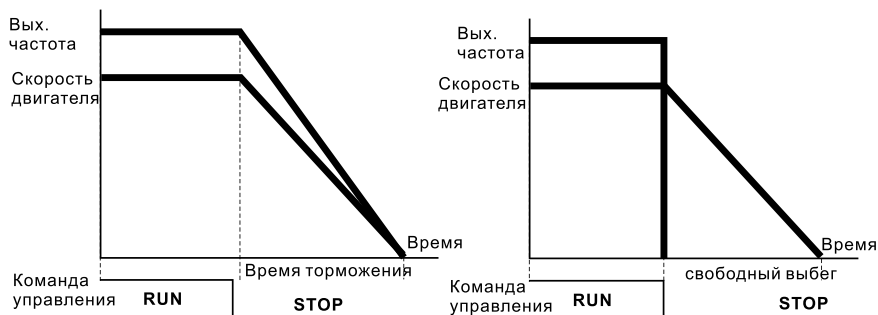 Вых.
частота
Скорость
двигателя
Время
Время торможения
Команда
управления
RUN
STOP
Вых.
частота
Скорость
двигателя
Время
свободный выбег
Команда
управления
RUN
STOP